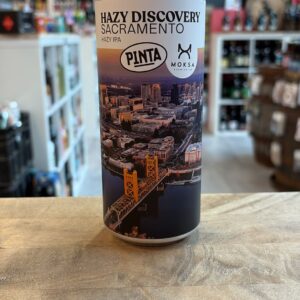 HAZY DISCOVERY
SACRAMENTO
HAZY IPA
PINTA
MOKSA